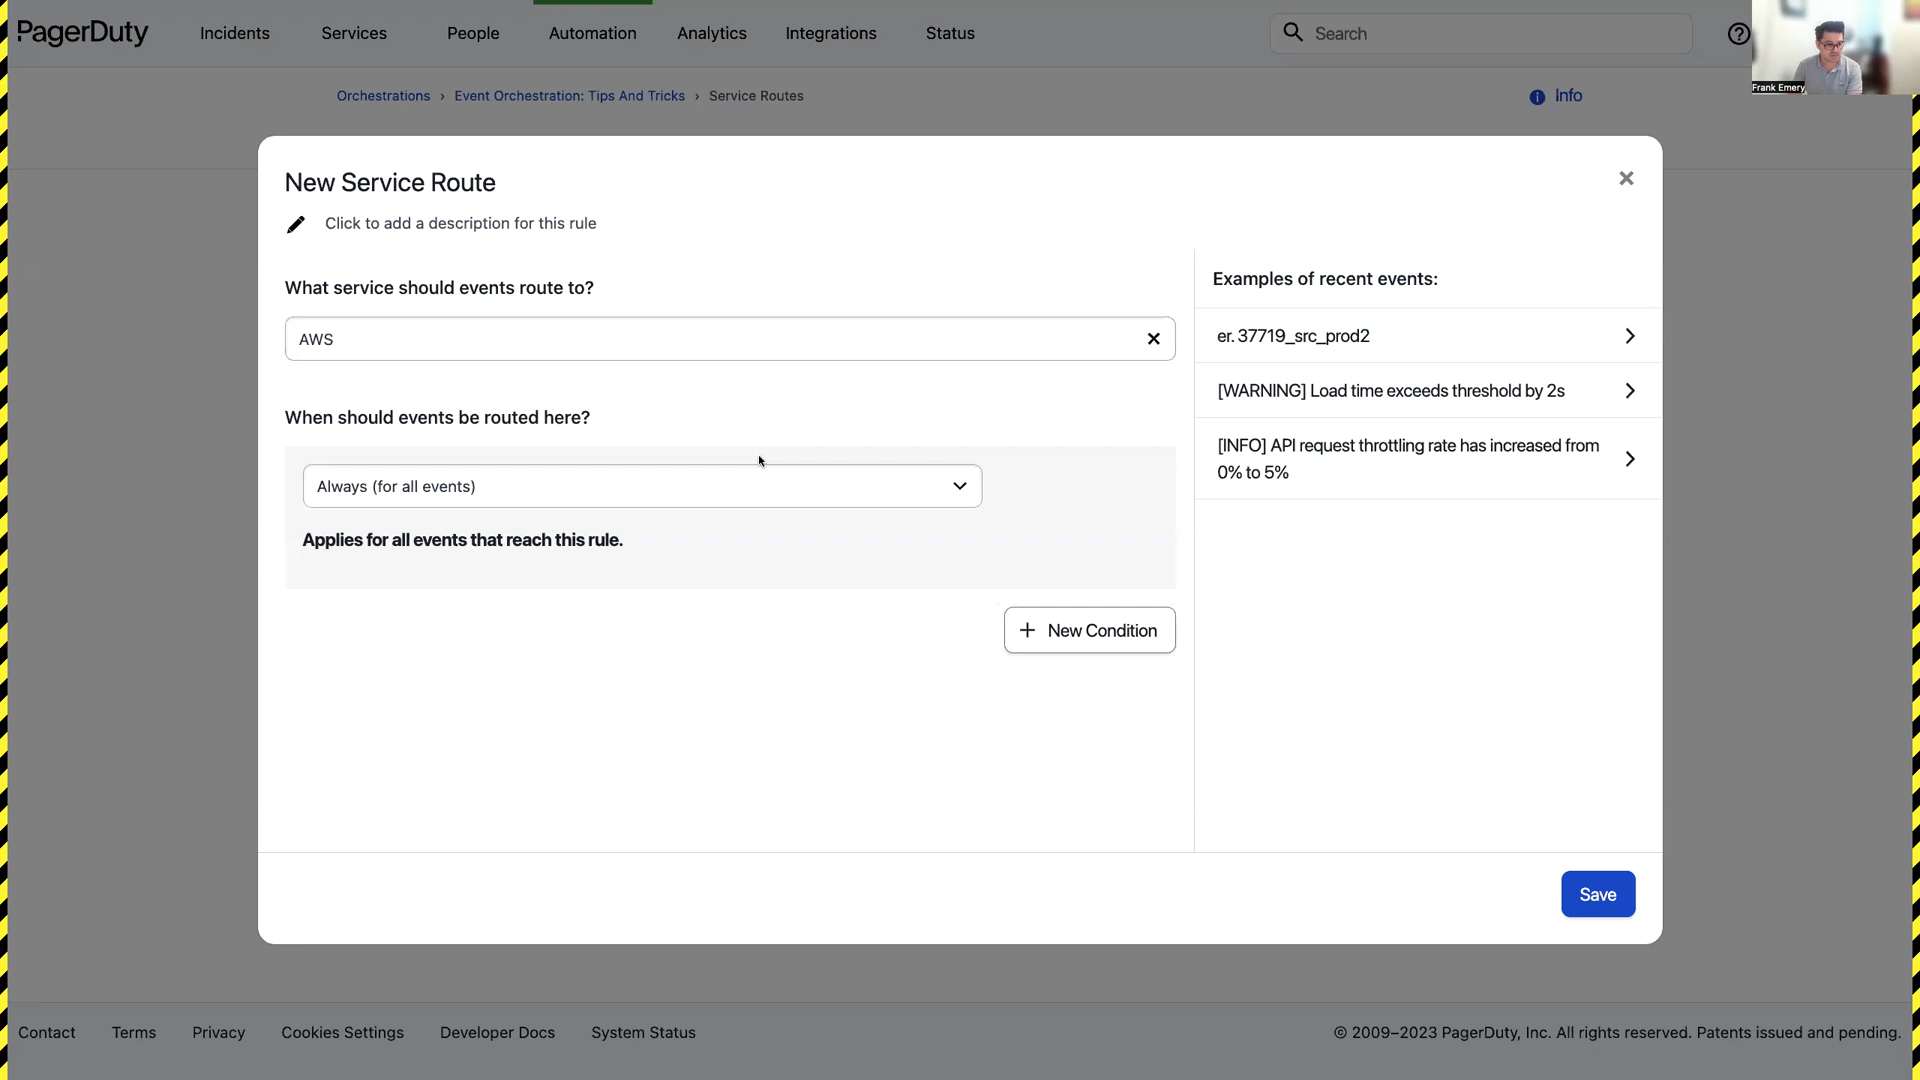 PagerDuty
Incidents
Services
People
Automation
Analytics
Integrations
Status
Search
Frank Emery
Orchestrations › Event Orchestration: Tips And Tricks › Service Routes
Info
New Service Route
Click to add a description for this rule
What service should events route to?
AWS
When should events be routed here?
Always (for all events)
Applies for all events that reach this rule.
New Condition
Examples of recent events:
er. 37719_src_prod2
[WARNING] Load time exceeds threshold by 2s
[INFO] API request throttling rate has increased from
0% to 5%
Save
Contact
Terms
Privacy
Cookies Settings
Developer Docs
System Status
© 2009–2023 PagerDuty, Inc. All rights reserved. Patents issued and pending.